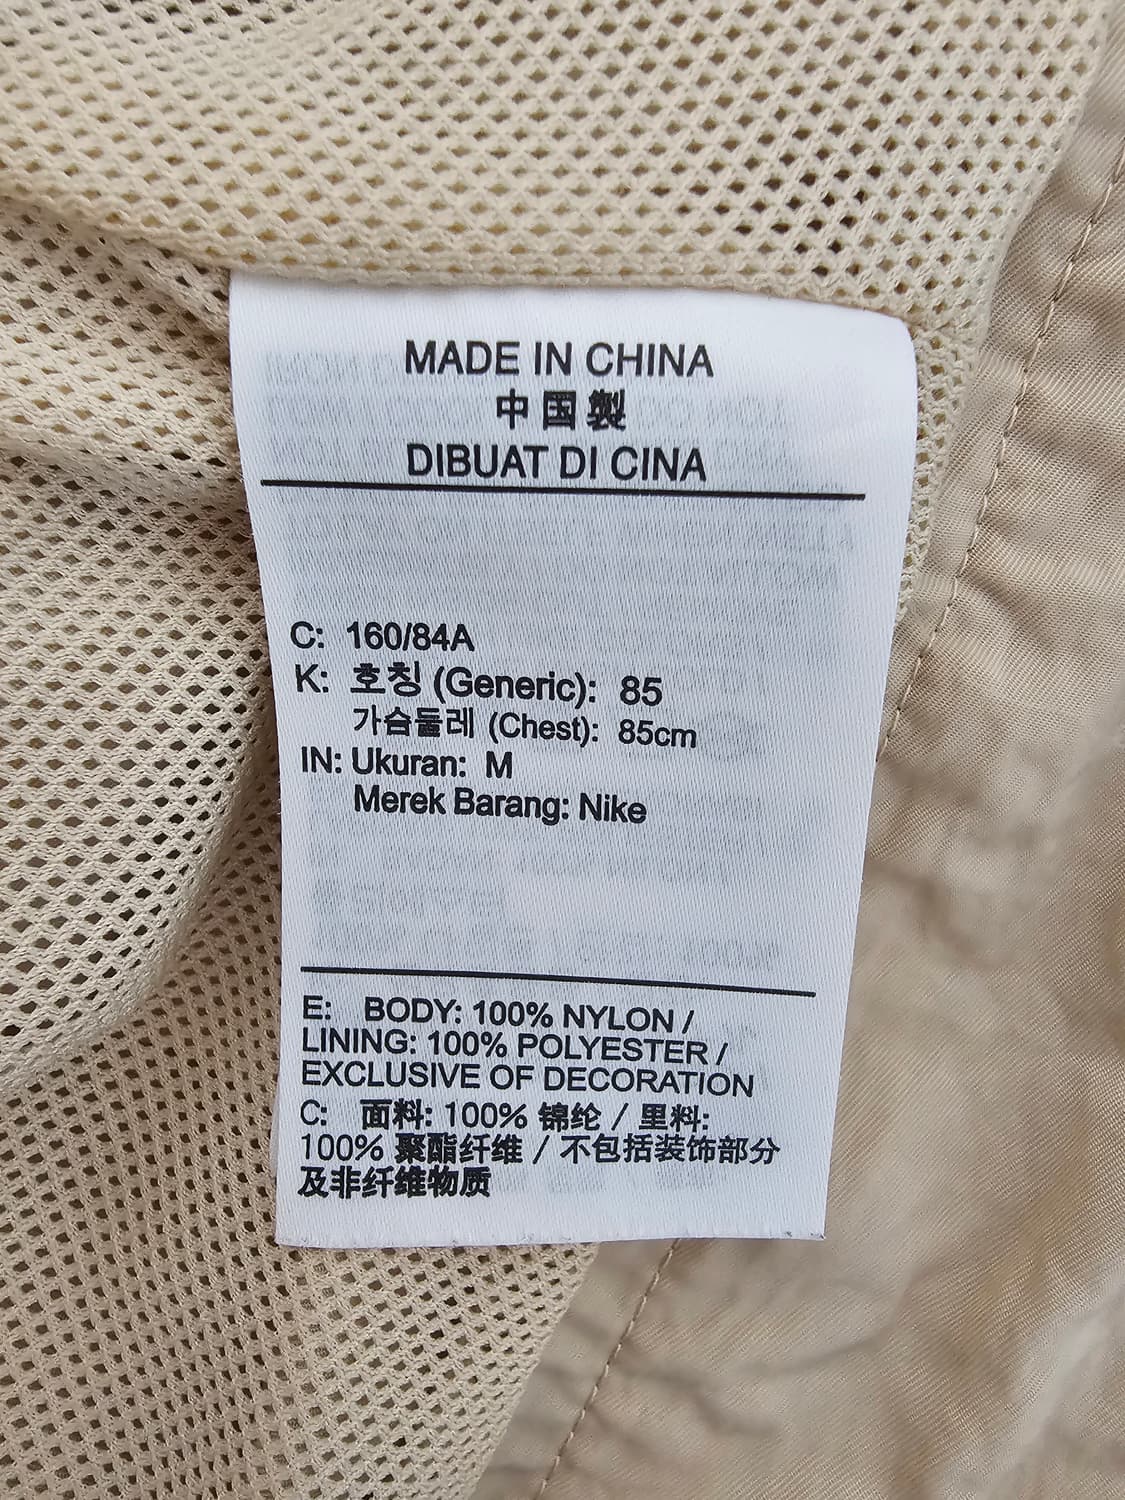 MADE IN CHINA
中国製
DIBUAT DI CINA
C: 160/84A
K: 호칭 (Generic): 85
가슴둘레 (Chest): 85cm
IN: Ukuran: M
Merek Barang: Nike
E: BODY: 100% NYLON /
LINING: 100% POLYESTER /
EXCLUSIVE OF DECORATION
C: 面料: 100% 锦纶 / 里料:
100% 聚酯纤维 / 不包括装饰部分
及非纤维物质